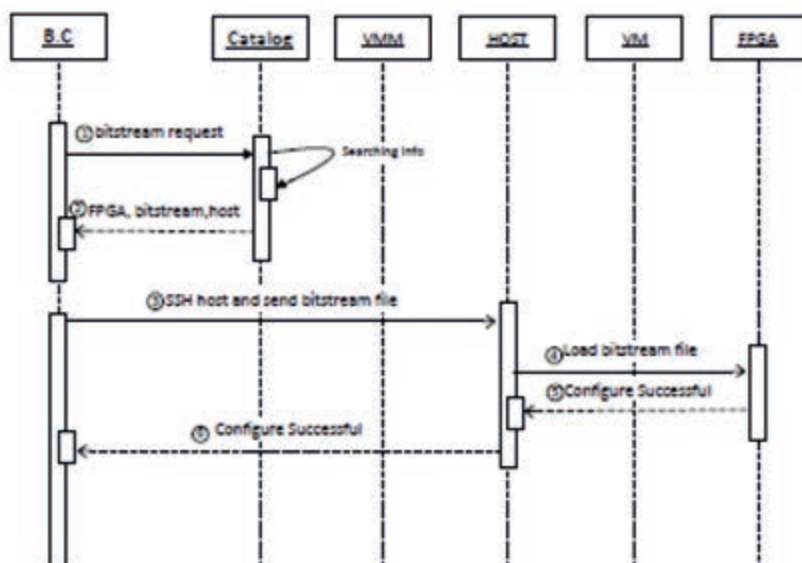 B.C Catalog VMM HOST VM FPGA
① bitstream request
Searching Info
② FPGA, bitstream,host
③ SSH host and send bitstream file
④ Load bitstream file
⑤ Configure Successful
⑥ Configure Successful